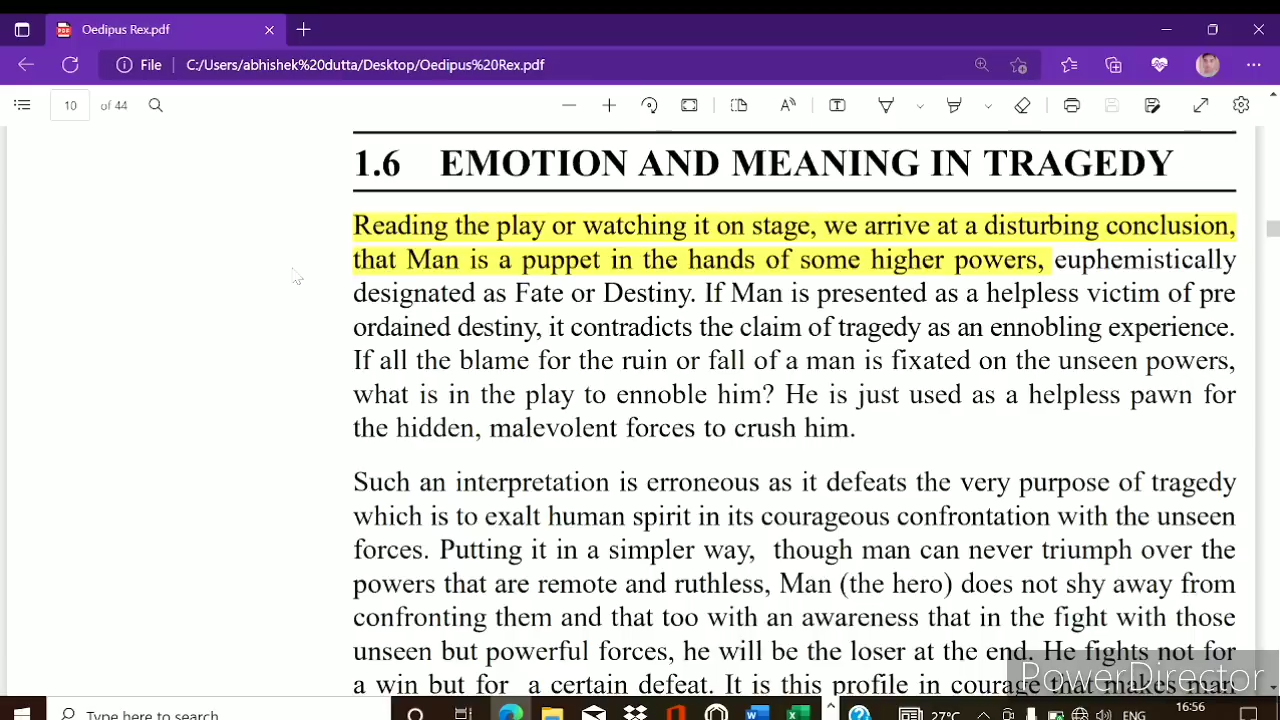 Oedipus Rex.pdf
File C:/Users/abhishek%20dutta/Desktop/Oedipus%20Rex.pdf
10 of 44
1.6 EMOTION AND MEANING IN TRAGEDY
Reading the play or watching it on stage, we arrive at a disturbing conclusion,
that Man is a puppet in the hands of some higher powers, euphemistically
designated as Fate or Destiny. If Man is presented as a helpless victim of pre
ordained destiny, it contradicts the claim of tragedy as an ennobling experience.
If all the blame for the ruin or fall of a man is fixated on the unseen powers,
what is in the play to ennoble him? He is just used as a helpless pawn for
the hidden, malevolent forces to crush him.
Such an interpretation is erroneous as it defeats the very purpose of tragedy
which is to exalt human spirit in its courageous confrontation with the unseen
forces. Putting it in a simpler way, though man can never triumph over the
powers that are remote and ruthless, Man (the hero) does not shy away from
confronting them and that too with an awareness that in the fight with those
unseen but powerful forces, he will be the loser at the end. He fights not for
a win but for a certain defeat. It is this profile in courage that makes man
PowerDirector
Type here to search
27°C
ENG
16:56